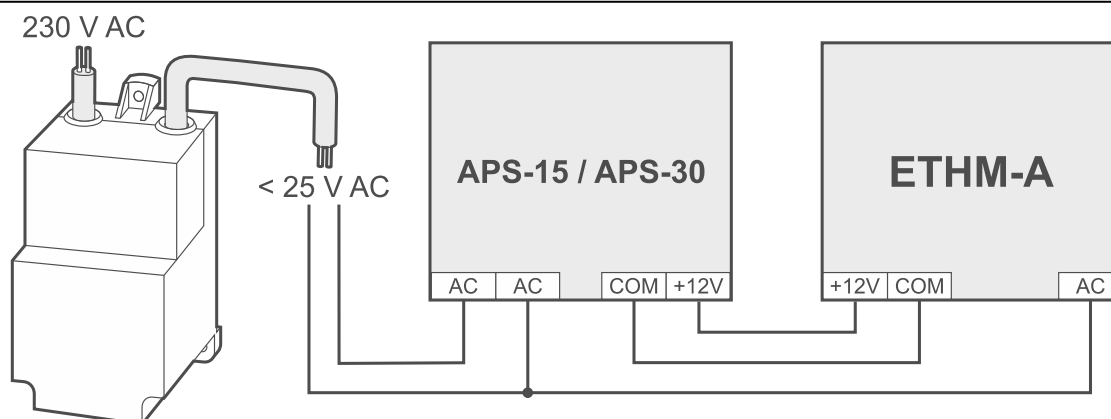 230 V AC
< 25 V AC
APS-15 / APS-30
AC AC COM +12V
ETHM-A
+12V COM AC